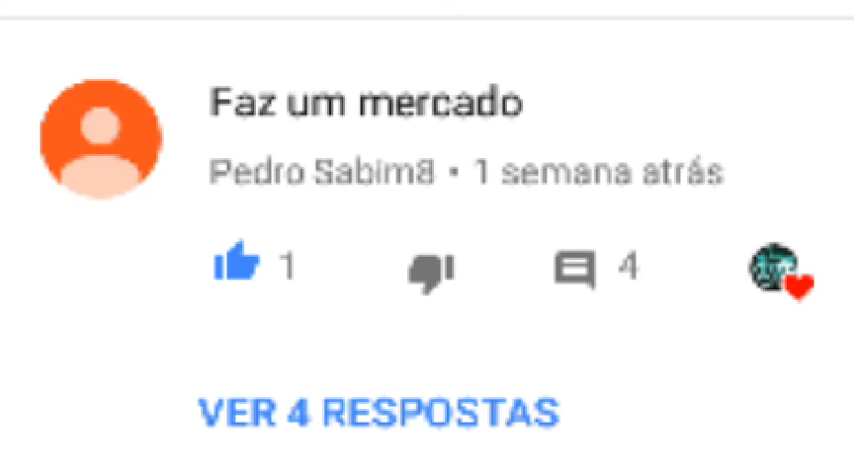 Faz um mercado
Pedro Sabim8 • 1 semana atrás
1 4
VER 4 RESPOSTAS